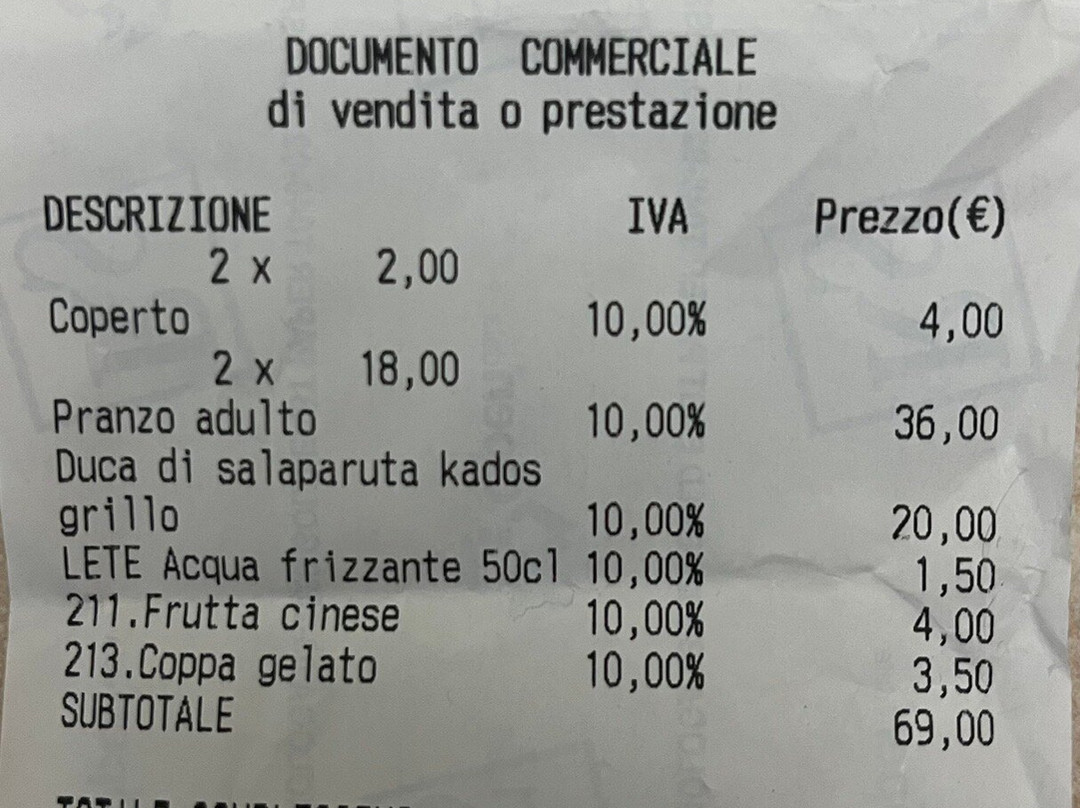 DOCUMENTO COMMERCIALE
di vendita o prestazione
DESCRIZIONE IVA Prezzo(€)
2 x 2,00
Coperto 10,00% 4,00
2 x 18,00
Pranzo adulto 10,00% 36,00
Duca di salaparuta kados
grillo 10,00% 20,00
LETE Acqua frizzante 50cl 10,00% 1,50
211.Frutta cinese 10,00% 4,00
213.Coppa gelato 10,00% 3,50
SUBTOTALE 69,00